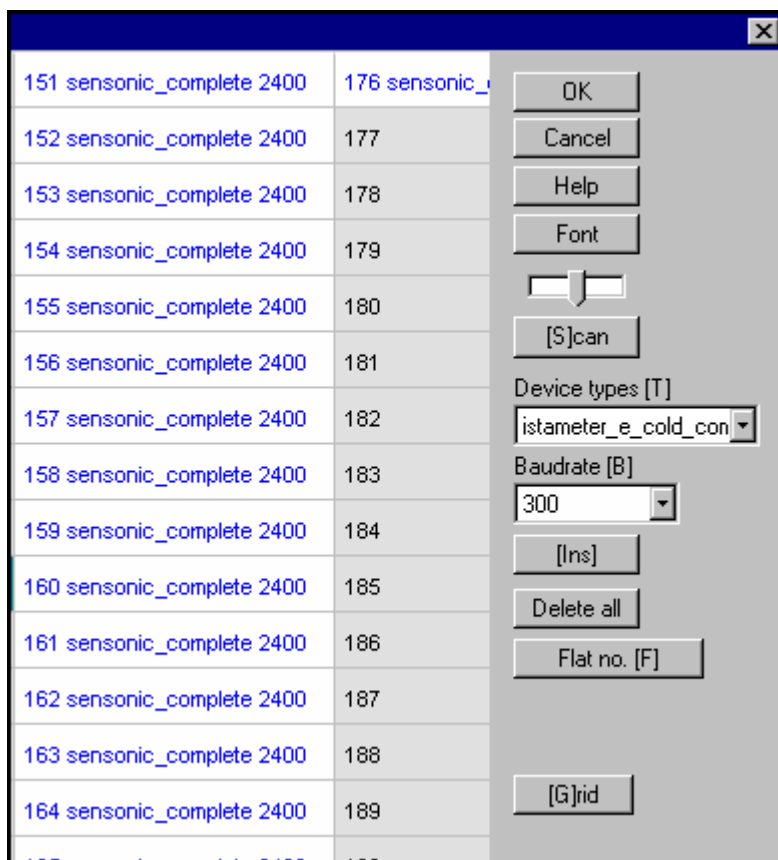 151 sensonic_complete 2400 176 sensonic_
152 sensonic_complete 2400 177
153 sensonic_complete 2400 178
154 sensonic_complete 2400 179
155 sensonic_complete 2400 180
156 sensonic_complete 2400 181
157 sensonic_complete 2400 182
158 sensonic_complete 2400 183
159 sensonic_complete 2400 184
160 sensonic_complete 2400 185
161 sensonic_complete 2400 186
162 sensonic_complete 2400 187
163 sensonic_complete 2400 188
164 sensonic_complete 2400 189
OK
Cancel
Help
Font
[S]can
Device types [T]
istameter_e_cold_con
Baudrate [B]
300
[Ins]
Delete all
Flat no. [F]
[G]rid